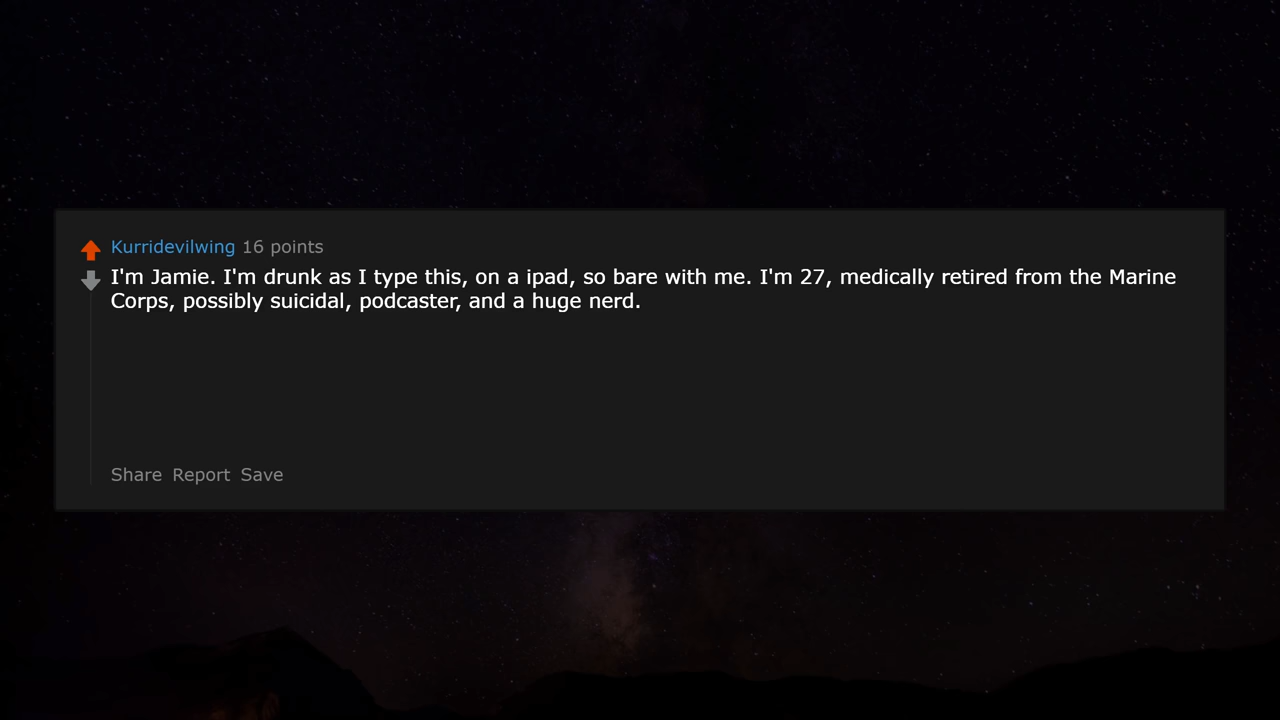 Kurridevilwing 16 points
I'm Jamie. I'm drunk as I type this, on a ipad, so bare with me. I'm 27, medically retired from the Marine
Corps, possibly suicidal, podcaster, and a huge nerd.
Share Report Save